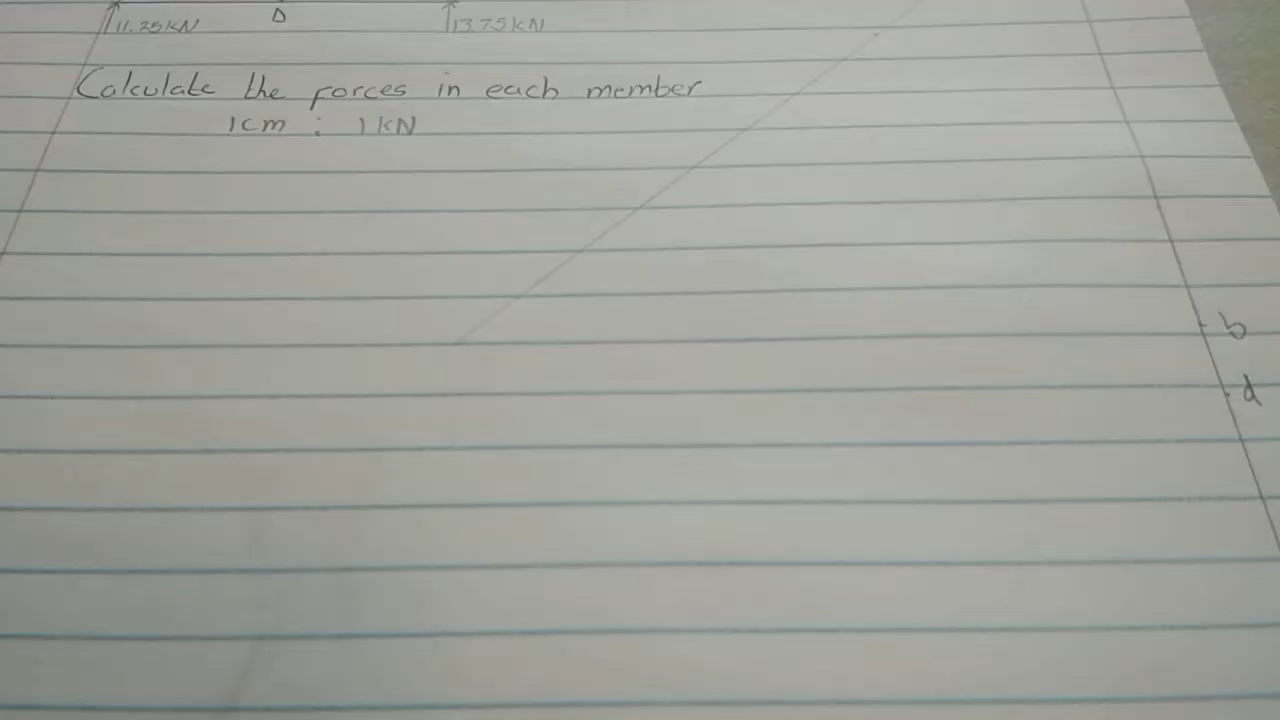 11.25KN D 13.75KN
Calculate the forces in each member
1cm : 1KN
b
d